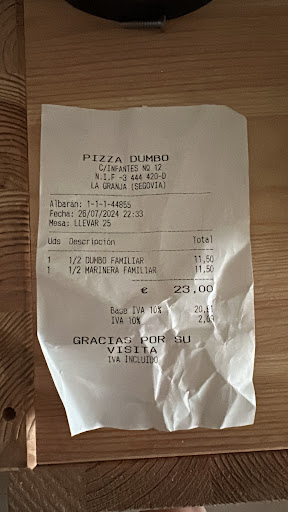 PIZZA DUMBO
C/INFANTES Nº 12
N.I.F -3 444 420-D
LA GRANJA (SEGOVIA)
Albarán: 1-1-1-44855
Fecha: 26/07/2024 22:33
Mesa: LLEVAR 25
Uds Descripción Total
1 1/2 DUMBO FAMILIAR 11,50
1 1/2 MARINERA FAMILIAR 11,50
€ 23,00
Base IVA 10%
IVA 10%
GRACIAS POR SU
VISITA
IVA INCLUIDO